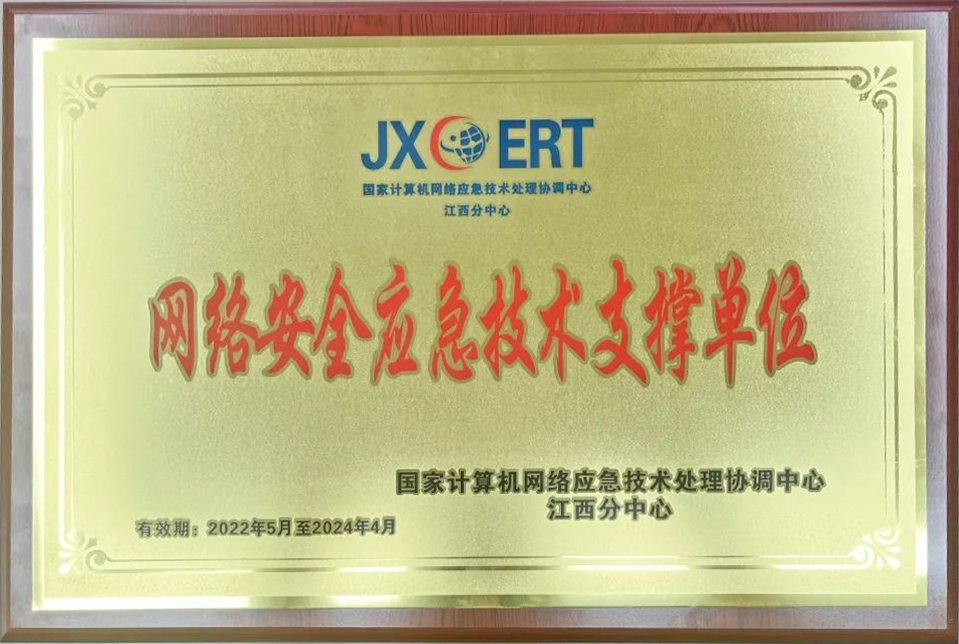 JXCERT
国家计算机网络应急技术处理协调中心
江西分中心
网络安全应急技术支撑单位
国家计算机网络应急技术处理协调中心
江西分中心
有效期：2022年5月至2024年4月